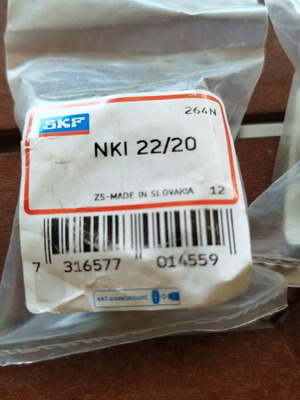 264N
SKF
NKI 22/20
ZS-MADE IN SLOVAKIA 12
7 316577 014559
skf.com/mount